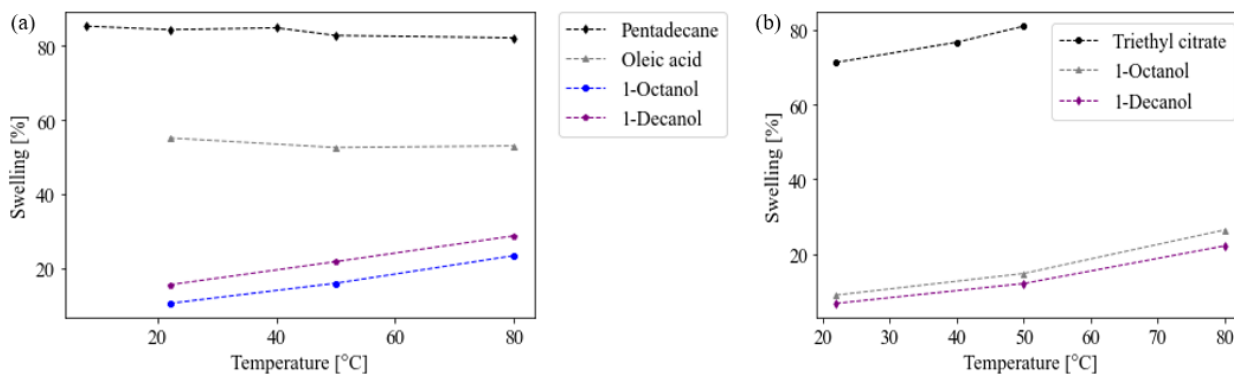 (a)
Swelling [%]
80
60
40
20
20 40 60 80
Temperature [°C]
Pentadecane
Oleic acid
1-Octanol
1-Decanol
(b)
Swelling [%]
80
60
40
20
20 30 40 50 60 70 80
Temperature [°C]
Triethyl citrate
1-Octanol
1-Decanol